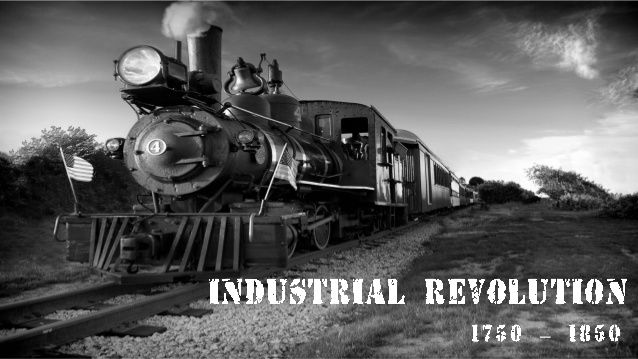 4
INDUSTRIAL REVOLUTION
1750 – 1850